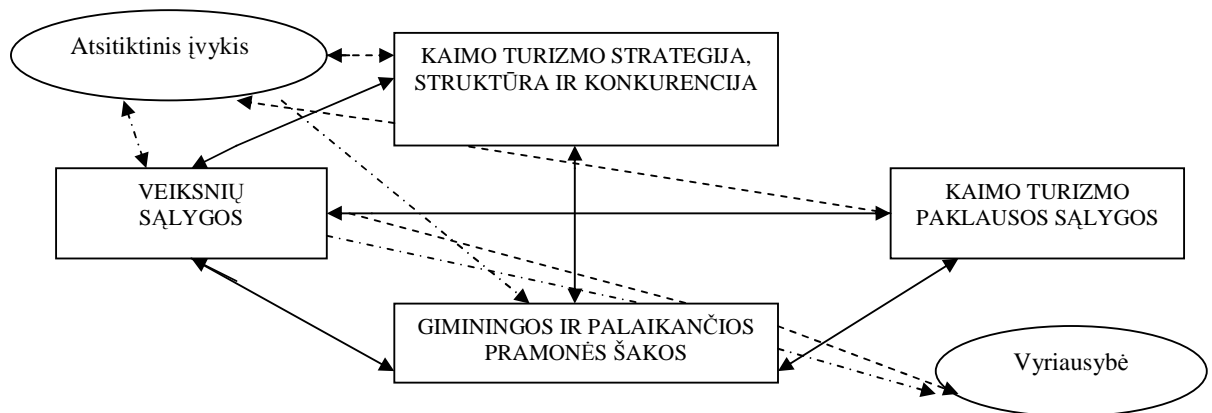 Atsitiktinis įvykis
KAIMO TURIZMO STRATEGIJA,
STRUKTŪRA IR KONKURENCIJA
VEIKSNIŲ
SĄLYGOS
KAIMO TURIZMO
PAKLAUSOS SĄLYGOS
GIMININGOS IR PALAIKANČIOS
PRAMONĖS ŠAKOS
Vyriausybė